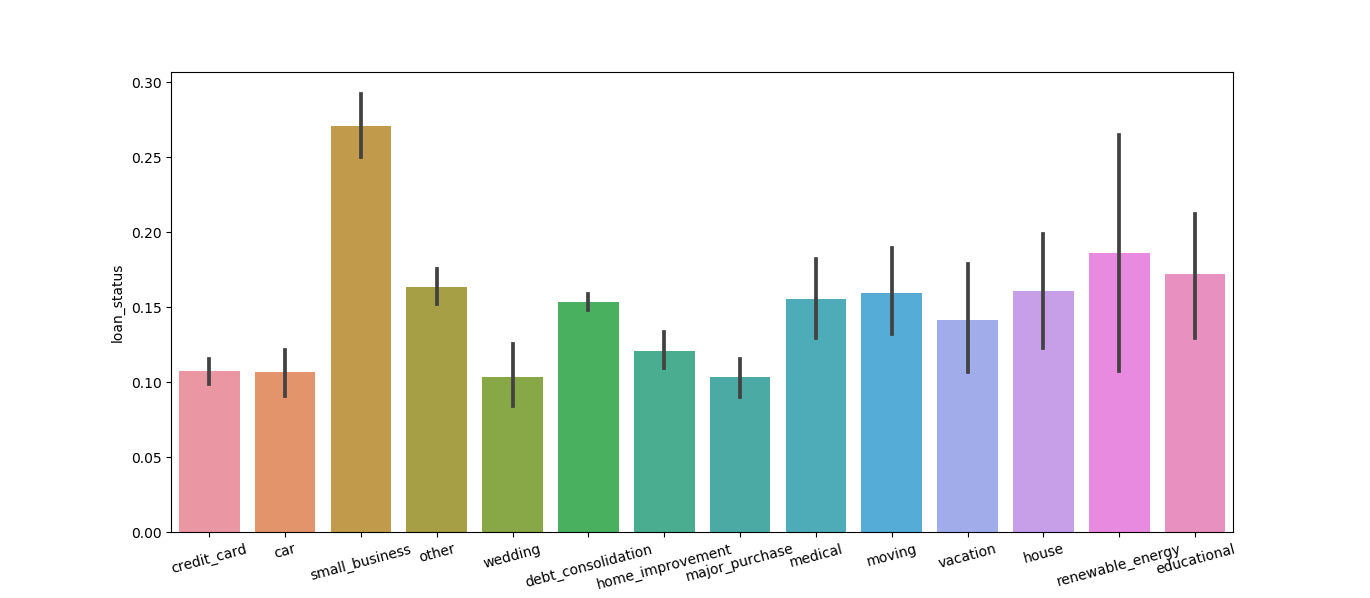 0.30
0.25
0.20
0.15
0.10
0.05
0.00
loan_status
credit_card
car
small_business
other
wedding
debt_consolidation
home_improvement
major_purchase
medical
moving
vacation
house
renewable_energy
educational